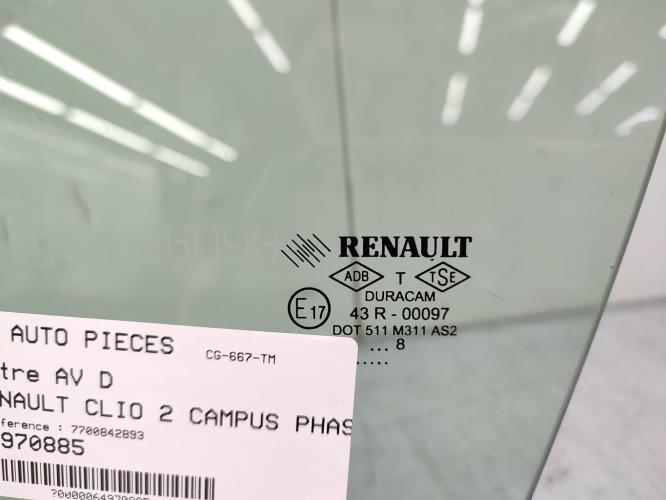 RENAULT
ADB T TSE
DURACAM
E17 43 R - 00097
DOT 511 M311 AS2
... 8
.....
AUTO PIECES CG-667-TM
tre AV D
NAULT CLIO 2 CAMPUS PHAS
ference : 7700842893
970885